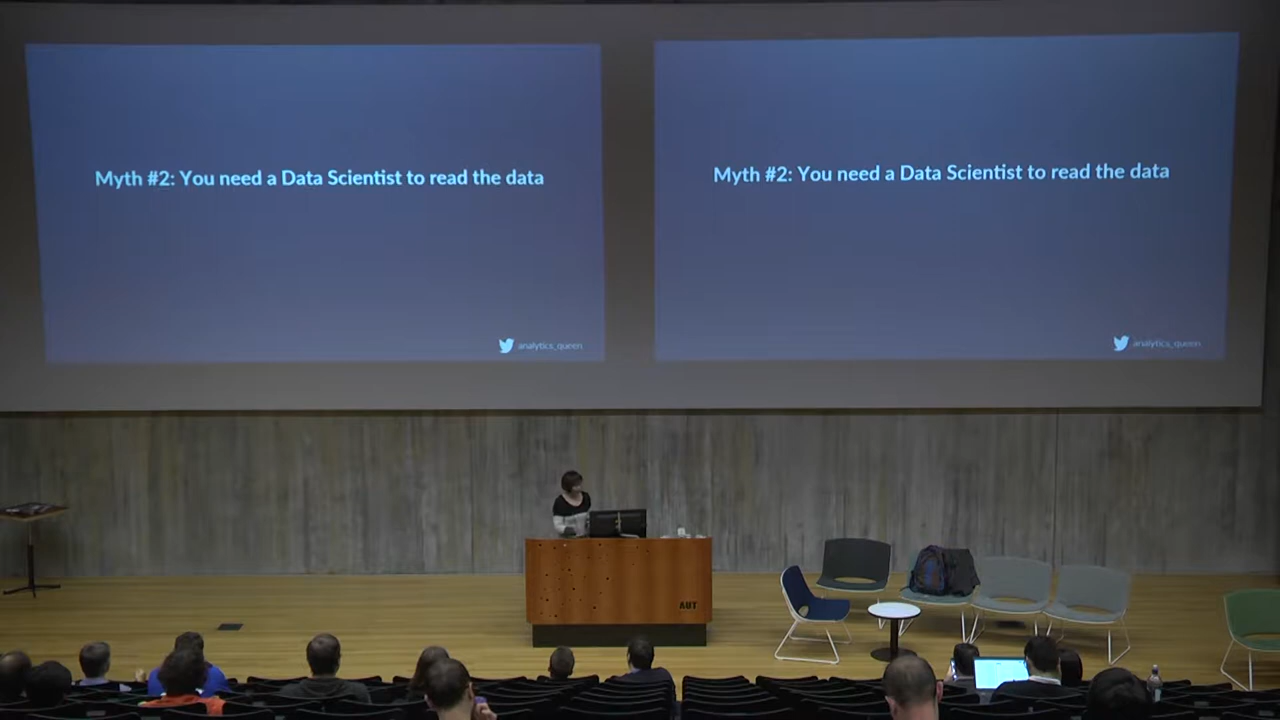 Myth #2: You need a Data Scientist to read the data
analytics_queen
Myth #2: You need a Data Scientist to read the data
analytics_queen
AUT